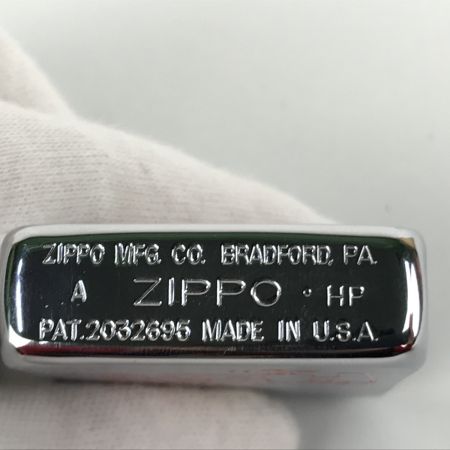 ZIPPO MFG. CO. BRADFORD, PA.
A ZIPPO ° HP
PAT.2032695 MADE IN U.S.A.